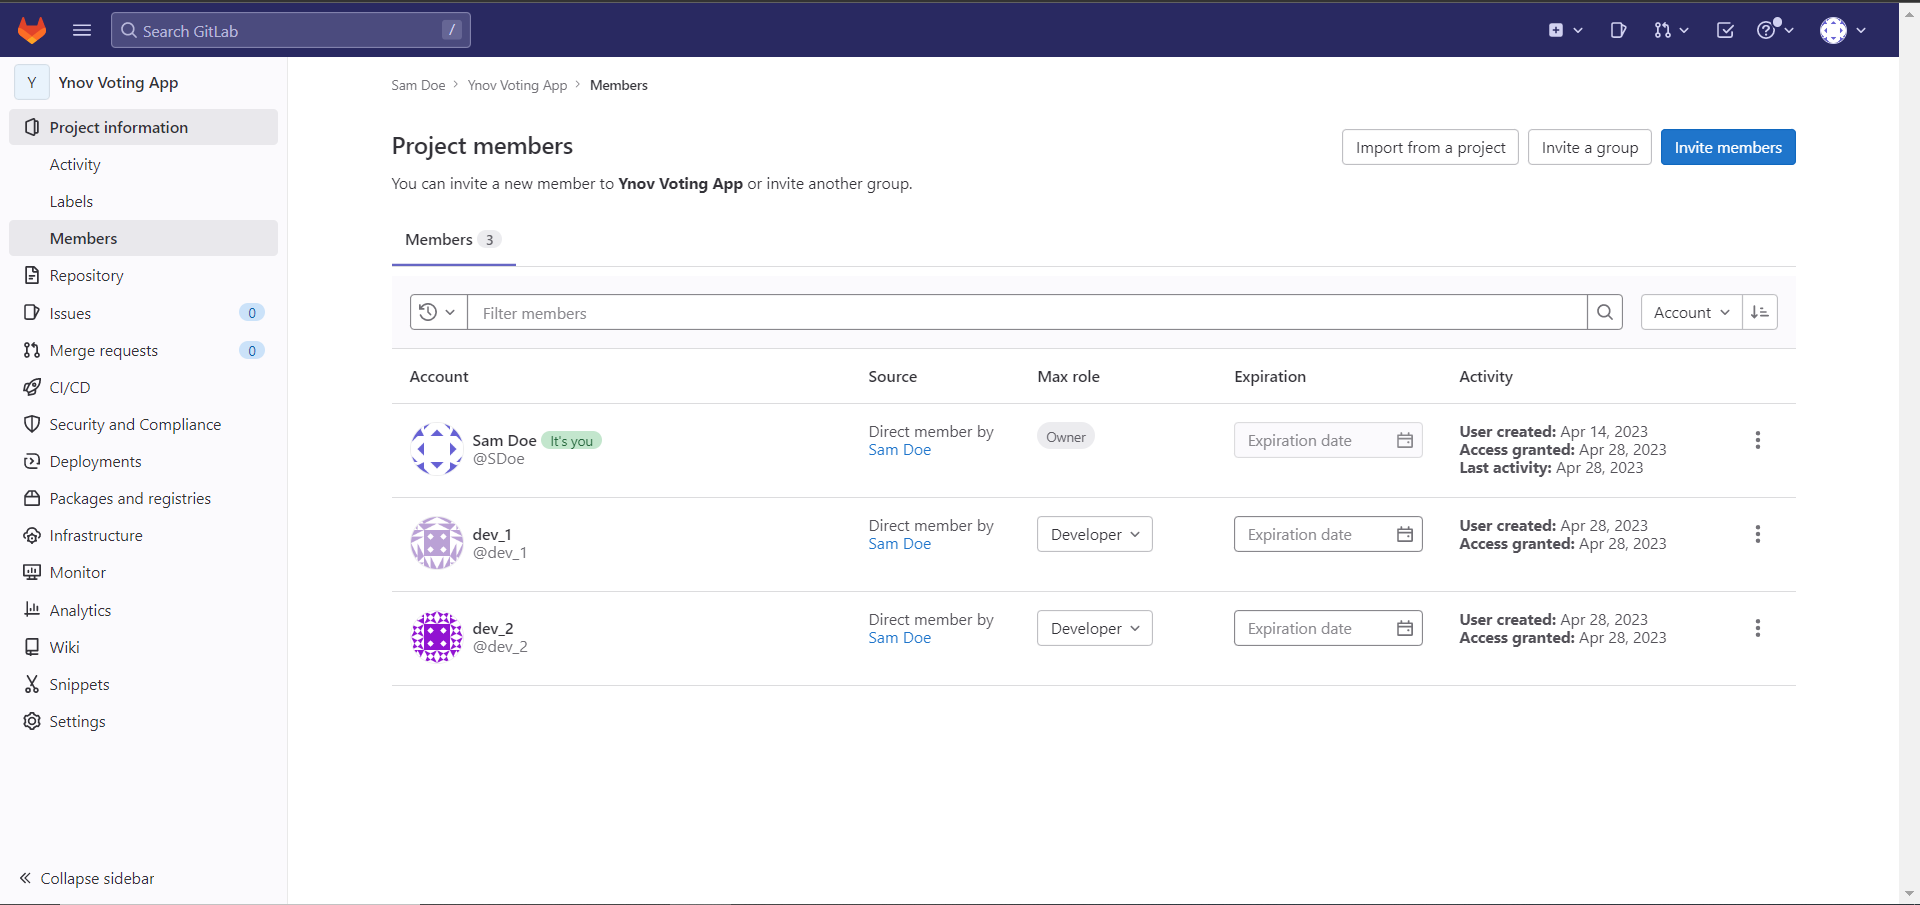 Search GitLab
/
Y
Ynov Voting App
Project information
Activity
Labels
Members
Repository
Issues 0
Merge requests 0
CI/CD
Security and Compliance
Deployments
Packages and registries
Infrastructure
Monitor
Analytics
Wiki
Snippets
Settings
Collapse sidebar
Sam Doe Ynov Voting App Members
Project members
Import from a project
Invite a group
Invite members
You can invite a new member to Ynov Voting App or invite another group.
Members 3
Filter members
Account
Account Source Max role Expiration Activity
Sam Doe It's you
@SDoe
Direct member by
Sam Doe
Owner
Expiration date
User created: Apr 14, 2023
Access granted: Apr 28, 2023
Last activity: Apr 28, 2023
dev_1
@dev_1
Direct member by
Sam Doe
Developer
Expiration date
User created: Apr 28, 2023
Access granted: Apr 28, 2023
dev_2
@dev_2
Direct member by
Sam Doe
Developer
Expiration date
User created: Apr 28, 2023
Access granted: Apr 28, 2023